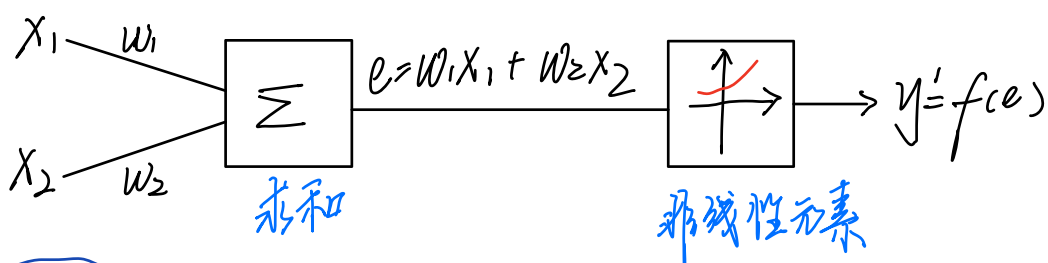 x₁ w₁
Σ
e=w₁x₁+w₂x₂
y'=f(e)
x₂ w₂
求和
非线性元素